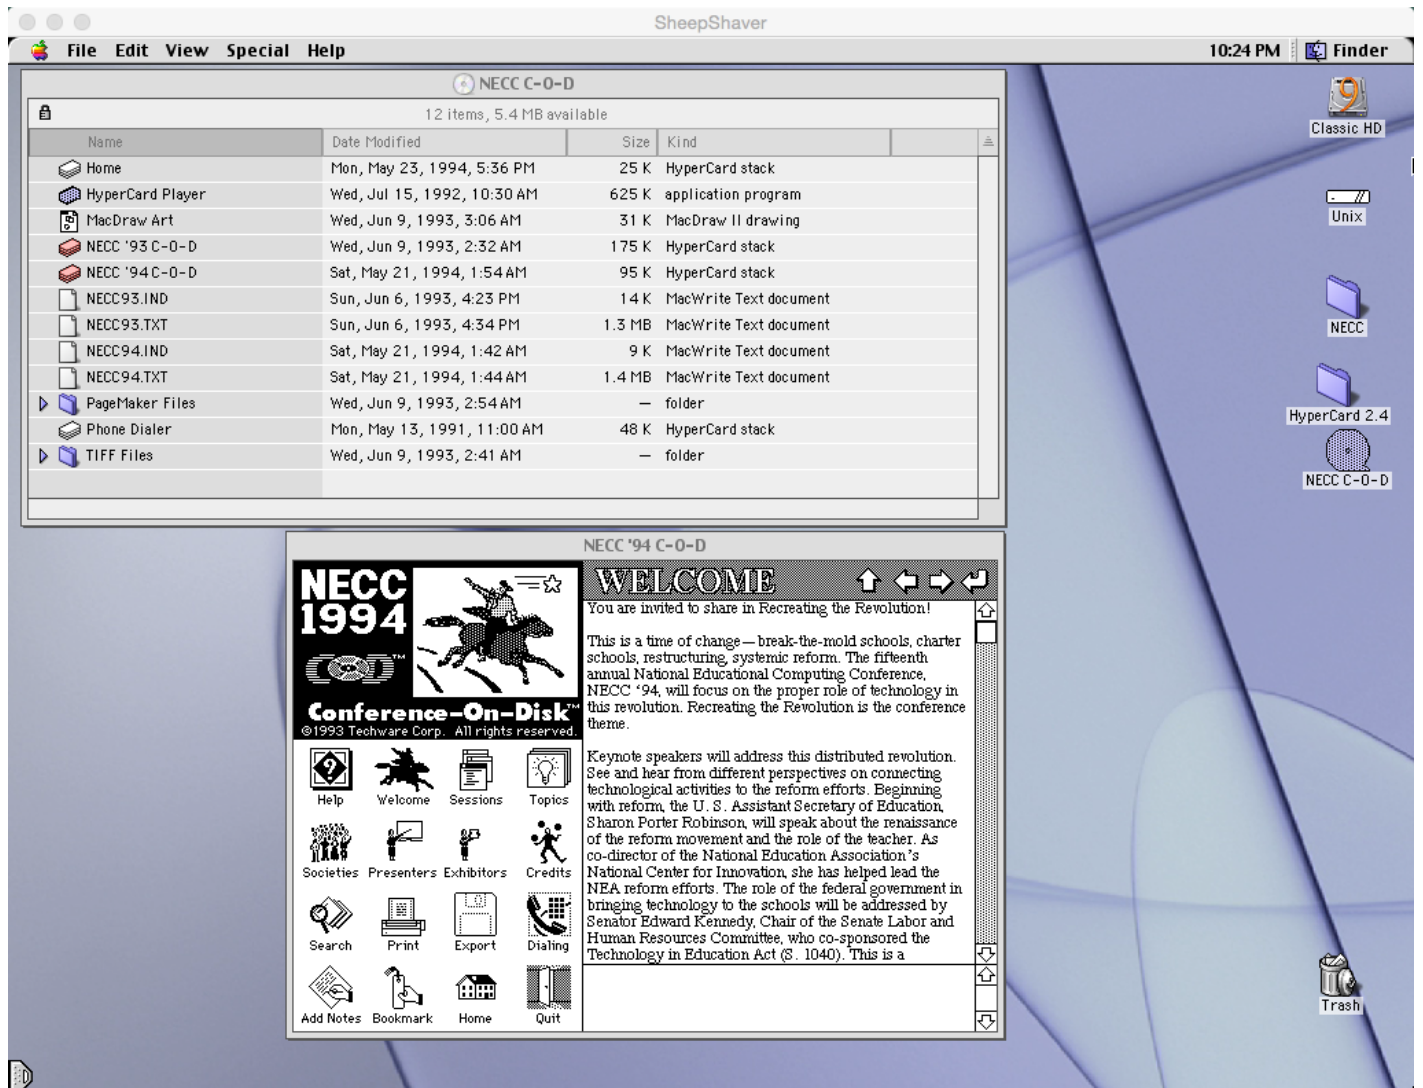 SheepShaver
File Edit View Special Help 10:24 PM Finder
NECC C-O-D
12 items, 5.4 MB available
Name Date Modified Size Kind
Home Mon, May 23, 1994, 5:36 PM 25 K HyperCard stack
HyperCard Player Wed, Jul 15, 1992, 10:30 AM 625 K application program
MacDraw Art Wed, Jun 9, 1993, 3:06 AM 31 K MacDraw II drawing
NECC '93 C-O-D Wed, Jun 9, 1993, 2:32 AM 175 K HyperCard stack
NECC '94 C-O-D Sat, May 21, 1994, 1:54 AM 95 K HyperCard stack
NECC93.IND Sun, Jun 6, 1993, 4:23 PM 14 K MacWrite Text document
NECC93.TXT Sun, Jun 6, 1993, 4:34 PM 1.3 MB MacWrite Text document
NECC94.IND Sat, May 21, 1994, 1:42 AM 9 K MacWrite Text document
NECC94.TXT Sat, May 21, 1994, 1:44 AM 1.4 MB MacWrite Text document
PageMaker Files Wed, Jun 9, 1993, 2:54 AM — folder
Phone Dialer Mon, May 13, 1991, 11:00 AM 48 K HyperCard stack
TIFF Files Wed, Jun 9, 1993, 2:41 AM — folder
9
Classic HD
Unix
NECC
HyperCard 2.4
NECC C-O-D
NECC '94 C-O-D
NECC
1994
COD™
Conference-On-Disk™
©1993 Techware Corp. All rights reserved.
Help Welcome Sessions Topics
Societies Presenters Exhibitors Credits
Search Print Export Dialing
Add Notes Bookmark Home Quit
WELCOME
You are invited to share in Recreating the Revolution!
This is a time of change—break-the-mold schools, charter
schools, restructuring, systemic reform. The fifteenth
annual National Educational Computing Conference,
NECC ‘94, will focus on the proper role of technology in
this revolution. Recreating the Revolution is the conference
theme.
Keynote speakers will address this distributed revolution.
See and hear from different perspectives on connecting
technological activities to the reform efforts. Beginning
with reform, the U. S. Assistant Secretary of Education,
Sharon Porter Robinson, will speak about the renaissance
of the reform movement and the role of the teacher. As
co-director of the National Education Association’s
National Center for Innovation, she has helped lead the
NEA reform efforts. The role of the federal government in
bringing technology to the schools will be addressed by
Senator Edward Kennedy, Chair of the Senate Labor and
Human Resources Committee, who co-sponsored the
Technology in Education Act (S. 1040). This is a
Trash